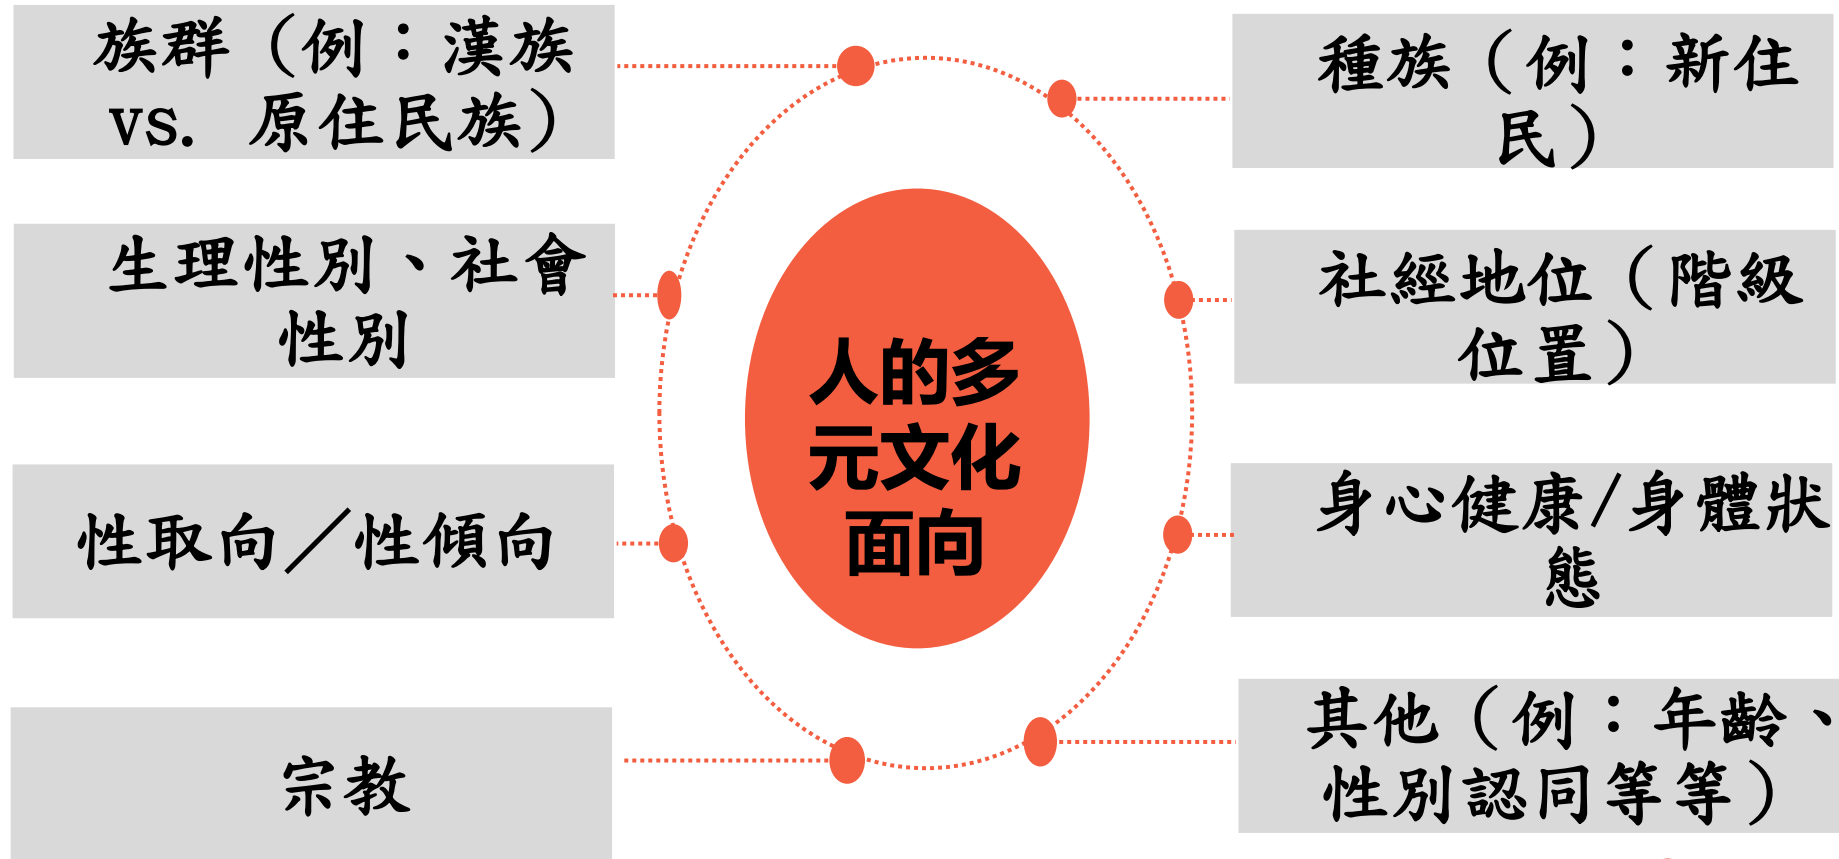 族群（例：漢族
vs. 原住民族）
生理性別、社會
性別
性取向／性傾向
宗教
人的多
元文化
面向
種族（例：新住
民）
社經地位（階級
位置）
身心健康/身體狀
態
其他（例：年齡、
性別認同等等）